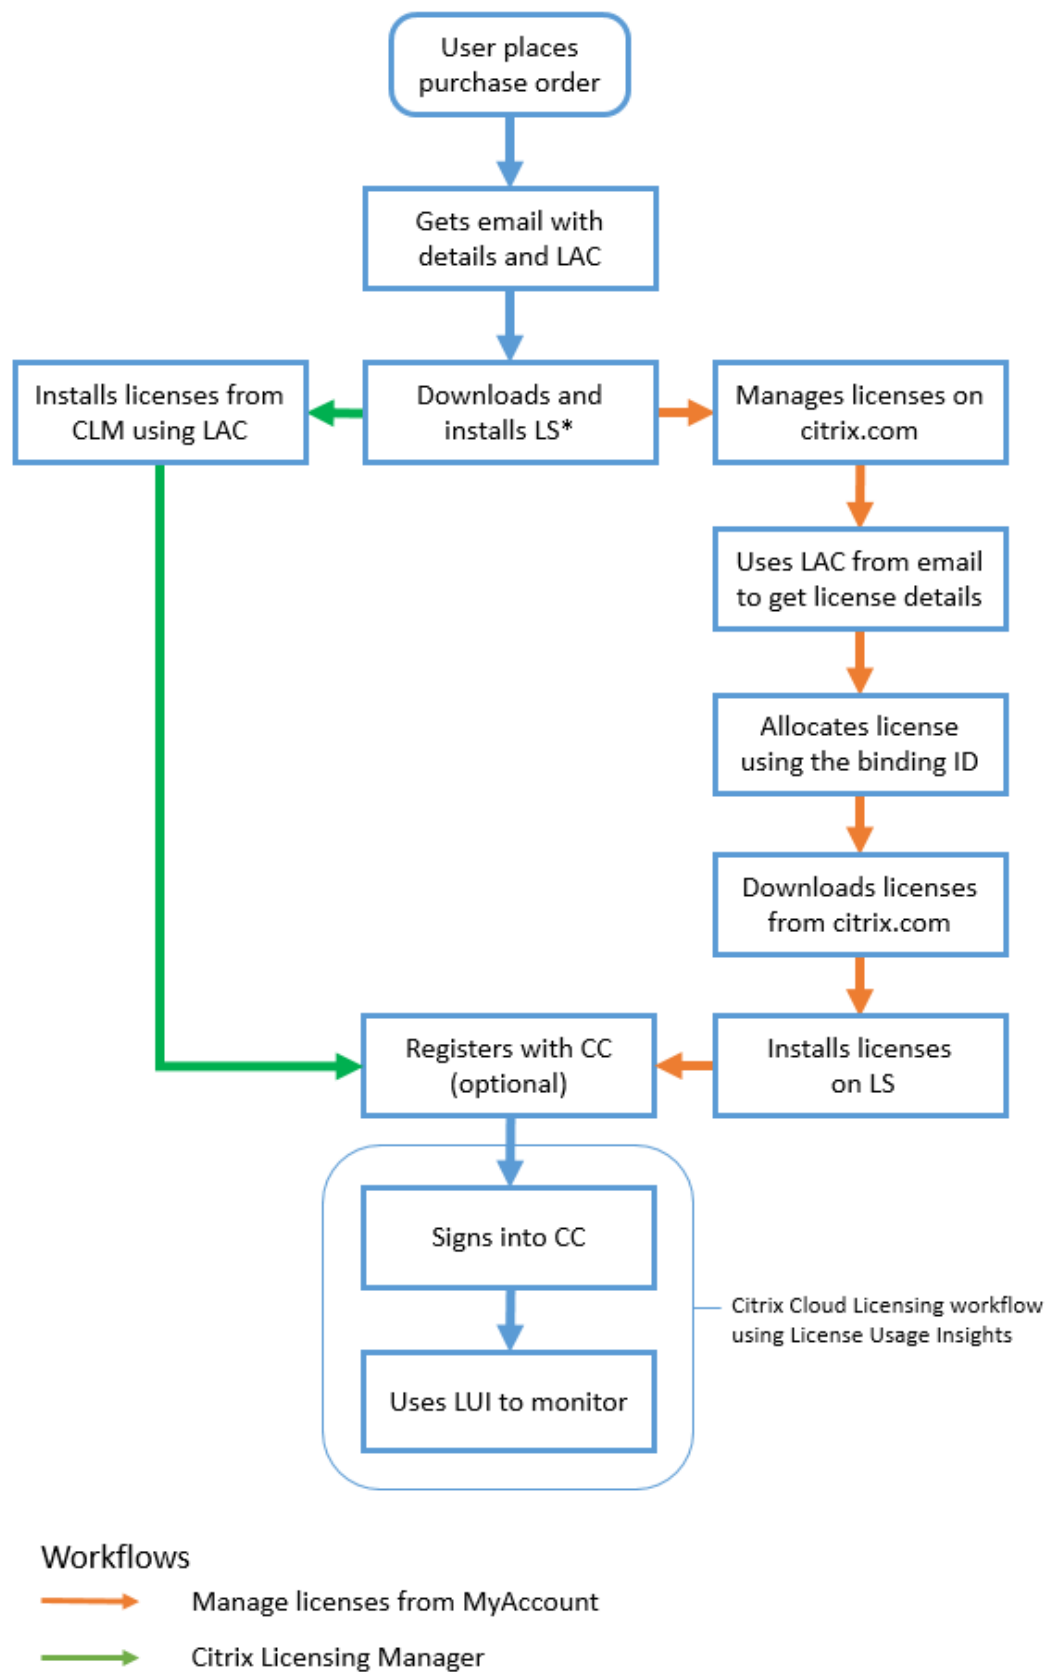 User places
purchase order
Gets email with
details and LAC
Installs licenses from
CLM using LAC
Downloads and
installs LS*
Manages licenses on
citrix.com
Uses LAC from email
to get license details
Allocates license
using the binding ID
Downloads licenses
from citrix.com
Registers with CC
(optional)
Installs licenses
on LS
Signs into CC
Citrix Cloud Licensing workflow
using License Usage Insights
Uses LUI to monitor
Workflows
Manage licenses from MyAccount
Citrix Licensing Manager